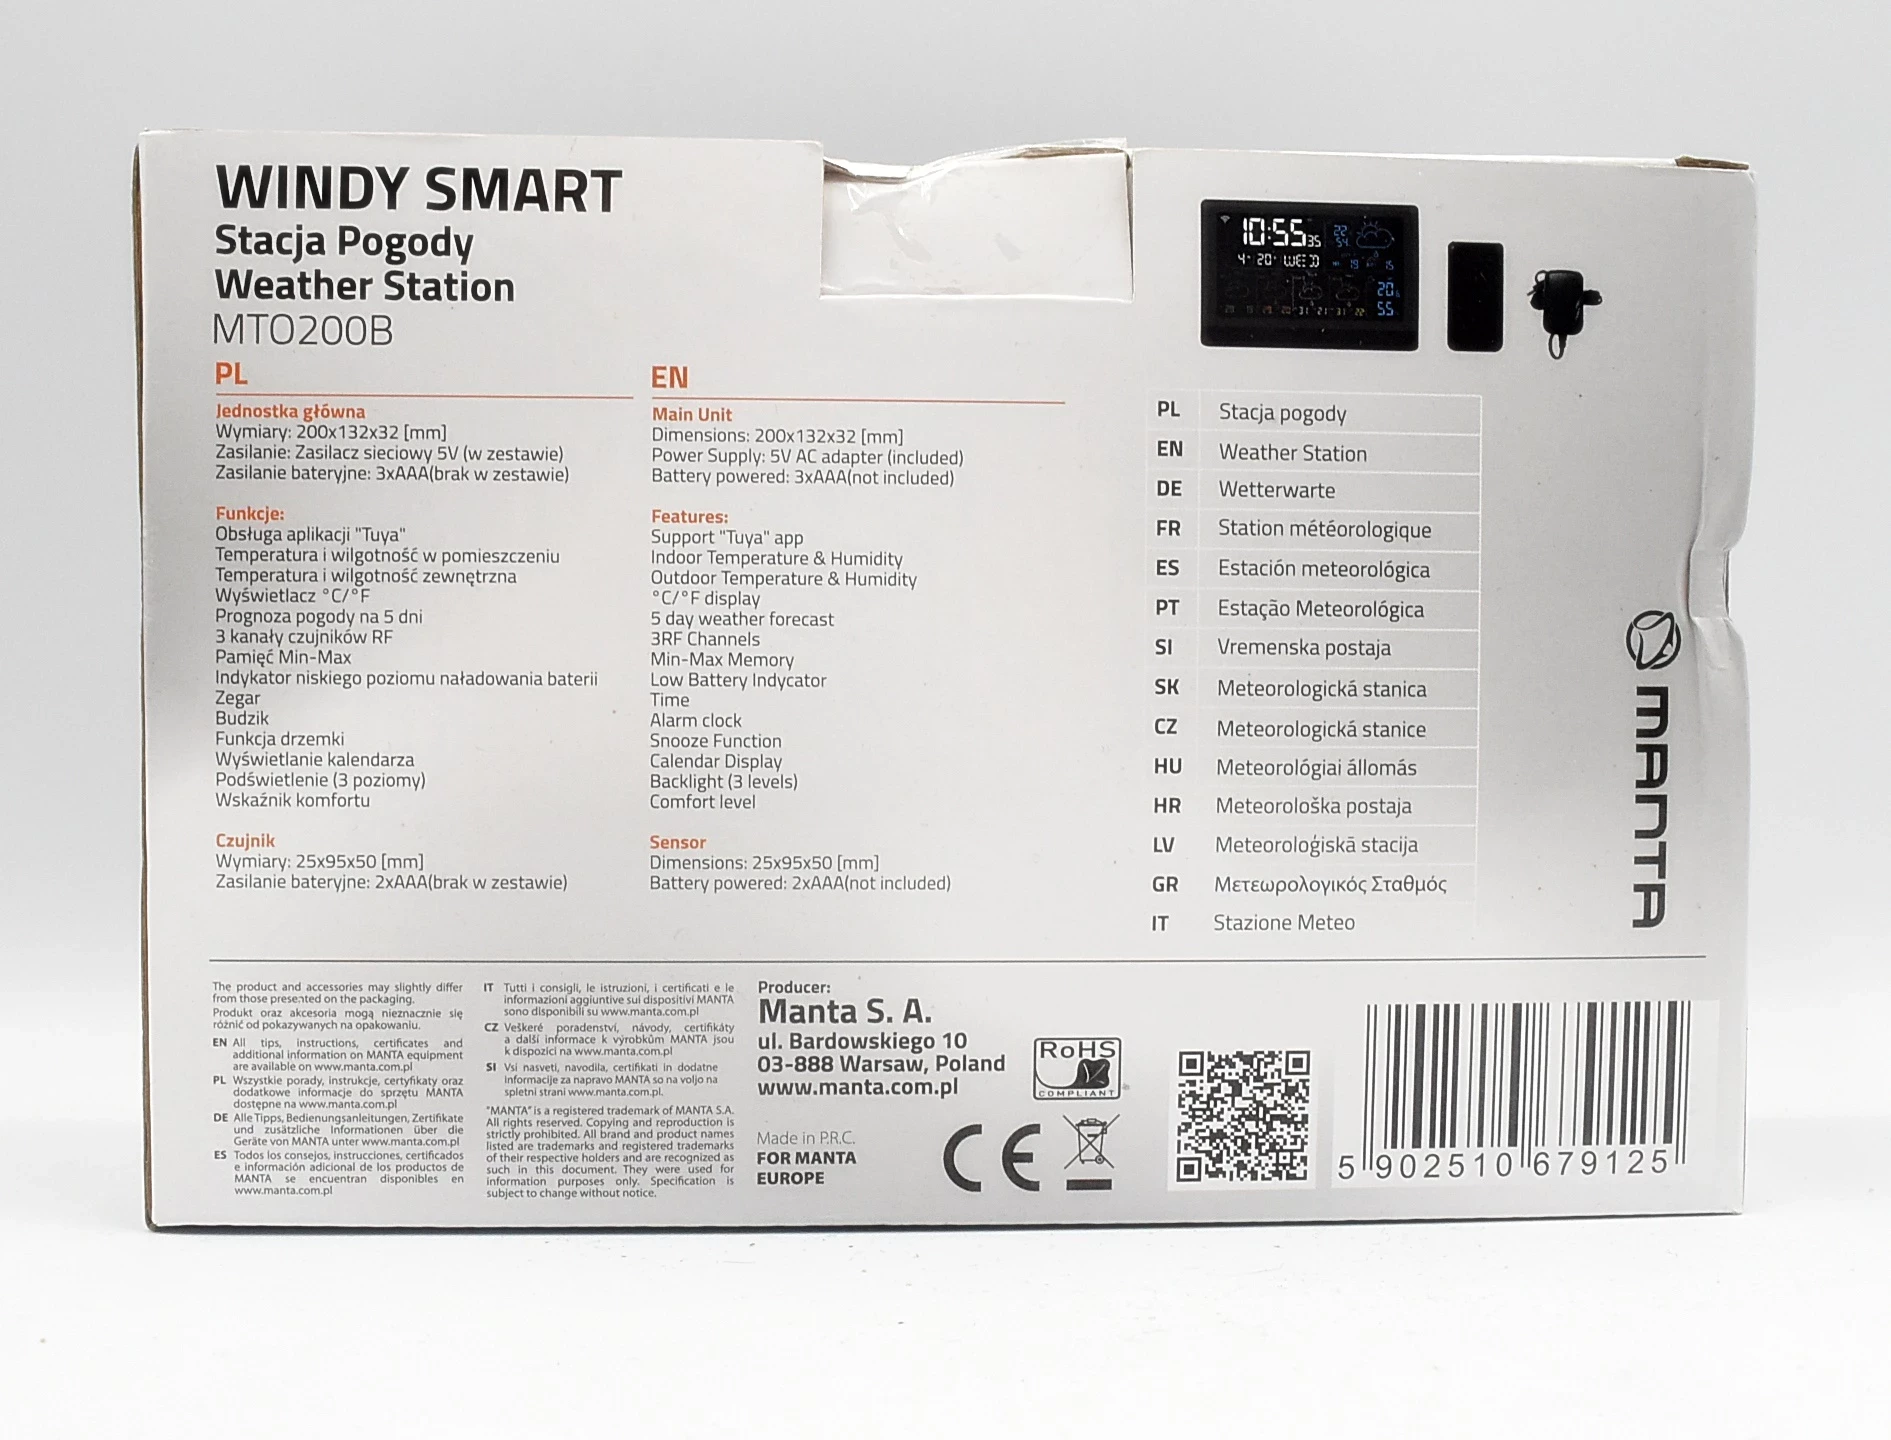 WINDY SMART
Stacja Pogody
Weather Station
MTO200B
PL
Jednostka główna
Wymiary: 200x132x32 [mm]
Zasilanie: Zasilacz sieciowy 5V (w zestawie)
Zasilanie bateryjne: 3xAAA(brak w zestawie)
Funkcje:
Obsługa aplikacji "Tuya"
Temperatura i wilgotność w pomieszczeniu
Temperatura i wilgotność zewnętrzna
Wyświetlacz °C/°F
Prognoza pogody na 5 dni
3 kanały czujników RF
Pamięć Min-Max
Indykator niskiego poziomu naładowania baterii
Zegar
Budzik
Funkcja drzemki
Wyświetlanie kalendarza
Podświetlenie (3 poziomy)
Wskaźnik komfortu
Czujnik
Wymiary: 25x95x50 [mm]
Zasilanie bateryjne: 2xAAA(brak w zestawie)
EN
Main Unit
Dimensions: 200x132x32 [mm]
Power Supply: 5V AC adapter (included)
Battery powered: 3xAAA(not included)
Features:
Support "Tuya" app
Indoor Temperature & Humidity
Outdoor Temperature & Humidity
°C/°F display
5 day weather forecast
3RF Channels
Min-Max Memory
Low Battery Indycator
Time
Alarm clock
Snooze Function
Calendar Display
Backlight (3 levels)
Comfort level
Sensor
Dimensions: 25x95x50 [mm]
Battery powered: 2xAAA(not included)
10:55 35
4· 20· WED
22
54
19 15
20
55
PL Stacja pogody
EN Weather Station
DE Wetterwarte
FR Station météorologique
ES Estación meteorológica
PT Estação Meteorológica
SI Vremenska postaja
SK Meteorologická stanica
CZ Meteorologická stanice
HU Meteorológiai állomás
HR Meteorološka postaja
LV Meteoroloģiskā stacija
GR Μετεωρολογικός Σταθμός
IT Stazione Meteo
MANTA
The product and accessories may slightly differ
from those presented on the packaging.
Produkt oraz akcesoria mogą nieznacznie się
różnić od pokazywanych na opakowaniu.
EN All tips, instructions, certificates and
additional information on MANTA equipment
are available on www.manta.com.pl
PL Wszystkie porady, instrukcje, certyfikaty oraz
dodatkowe informacje do sprzętu MANTA
dostępne na www.manta.com.pl
DE Alle Tipps, Bedienungsanleitungen, Zertifikate
und zusätzliche Informationen über die
Geräte von MANTA unter www.manta.com.pl
ES Todos los consejos, instrucciones, certificados
e información adicional de los productos de
MANTA se encuentran disponibles en
www.manta.com.pl
IT Tutti i consigli, le istruzioni, i certificati e le
informazioni aggiuntive sui dispositivi MANTA
sono disponibili su www.manta.com.pl
CZ Veškeré poradenství, návody, certifikáty
a další informace k výrobkům MANTA jsou
k dispozici na www.manta.com.pl
SI Vsi nasveti, navodila, certifikati in dodatne
informacije za napravo MANTA so na voljo na
spletni strani www.manta.com.pl.
"MANTA" is a registered trademark of MANTA S.A.
All rights reserved. Copying and reproduction is
strictly prohibited. All brand and product names
listed are trademarks and registered trademarks
of their respective holders and are recognized as
such in this document. They were used for
information purposes only. Specification is
subject to change without notice.
Producer:
Manta S. A.
ul. Bardowskiego 10
03-888 Warsaw, Poland
www.manta.com.pl
Made in P.R.C.
FOR MANTA
EUROPE
RoHS
COMPLIANT
CE
5 902510 679125